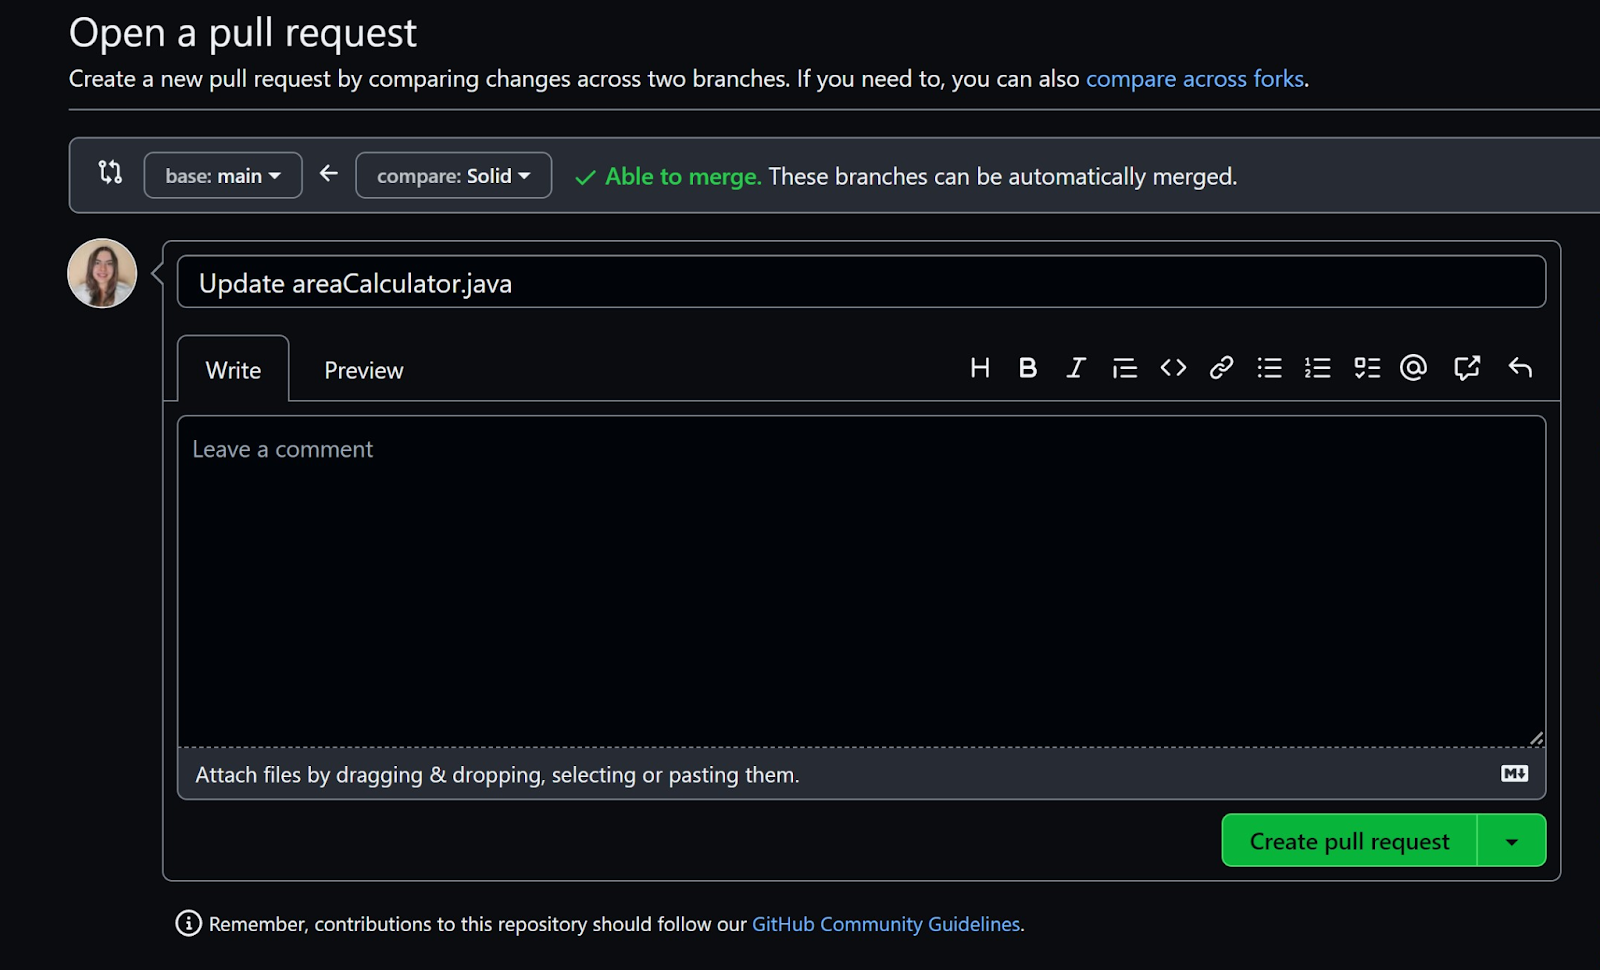 Open a pull request
Create a new pull request by comparing changes across two branches. If you need to, you can also compare across forks.
base: main
compare: Solid
Able to merge. These branches can be automatically merged.
Update areaCalculator.java
Write
Preview
H B I
Leave a comment
Attach files by dragging & dropping, selecting or pasting them.
M
Create pull request
Remember, contributions to this repository should follow our GitHub Community Guidelines.